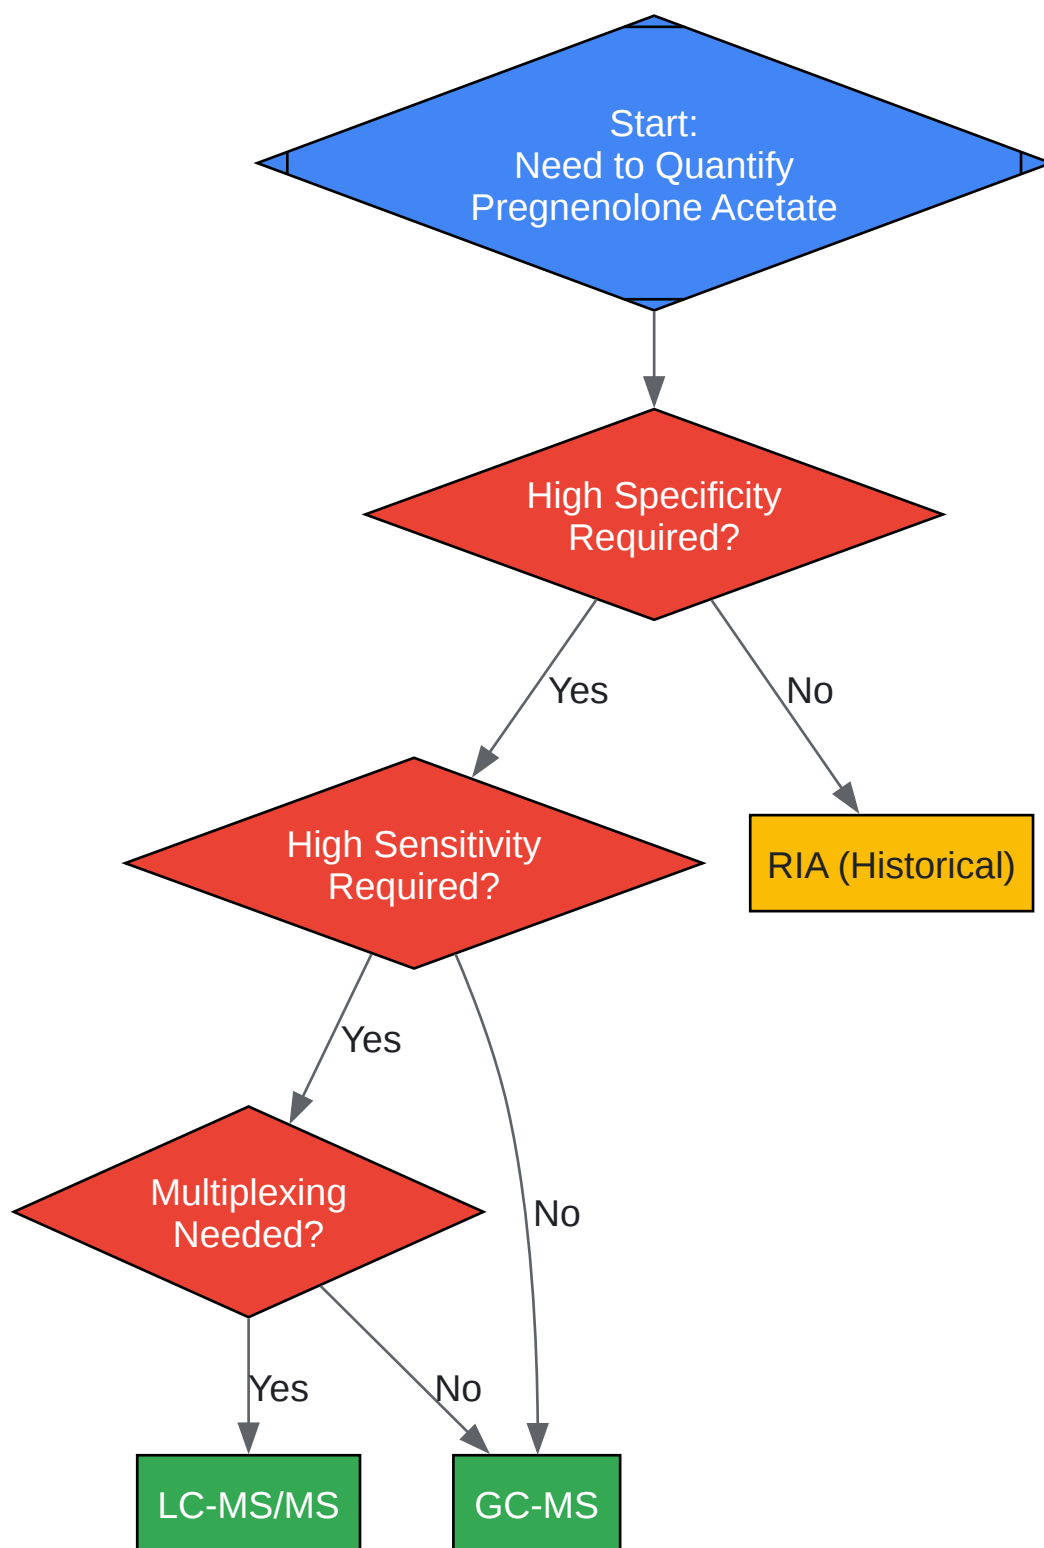 Start:
Need to Quantify
Pregnenolone Acetate
High Specificity
Required?
Yes
No
High Sensitivity
Required?
RIA (Historical)
Yes
No
Multiplexing
Needed?
Yes
No
LC-MS/MS
GC-MS